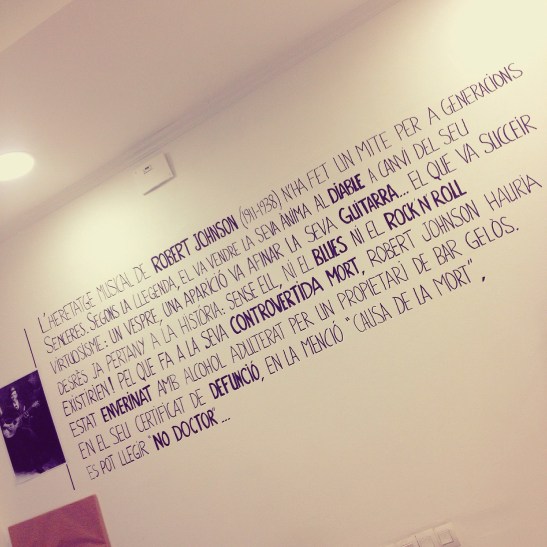 L'HERETATGE MUSICAL DE ROBERT JOHNSON (1911-1938) N'HA FET UN MITE PER A GENERACIONS
SENCERES. SEGONS LA LLEGENDA, ELL VA VENDRE LA SEVA ANIMA AL DIABLE A CANVI DEL SEU
VIRTUOSISME: UN VESPRE, UNA APARICIÓ VA AFINAR LA SEVA GUITARRA... EL QUE VA SUCCEIR
DESRÈS JA PERTANY A LA HISTÒRIA: SENSE ELL, NI EL BLUES NI EL ROCK N' ROLL
EXISTIRIEN! PEL QUE FA A LA SEVA CONTROVERTIDA MORT, ROBERT JOHNSON HAURIA
ESTAT ENVERINAT AMB ALCOHOL ADULTERAT PER UN PROPIETARI DE BAR GELÒS.
EN EL SEU CERTIFICAT DE DEFUNCIÓ, EN LA MENCIÓ "CAUSA DE LA MORT",
ES POT LLEGIR "NO DOCTOR"...